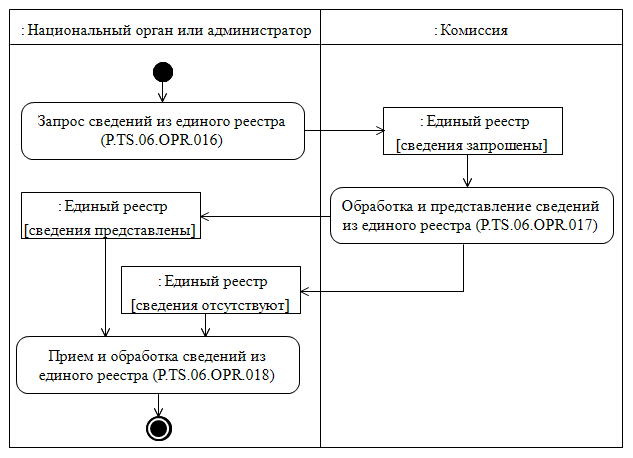 : Национальный орган или администратор
: Комиссия
Запрос сведений из единого реестра
(P.TS.06.OPR.016)
: Единый реестр
[сведения запрошены]
Обработка и представление сведений
из единого реестра (P.TS.06.OPR.017)
: Единый реестр
[сведения представлены]
: Единый реестр
[сведения отсутствуют]
Прием и обработка сведений из
единого реестра (P.TS.06.OPR.018)